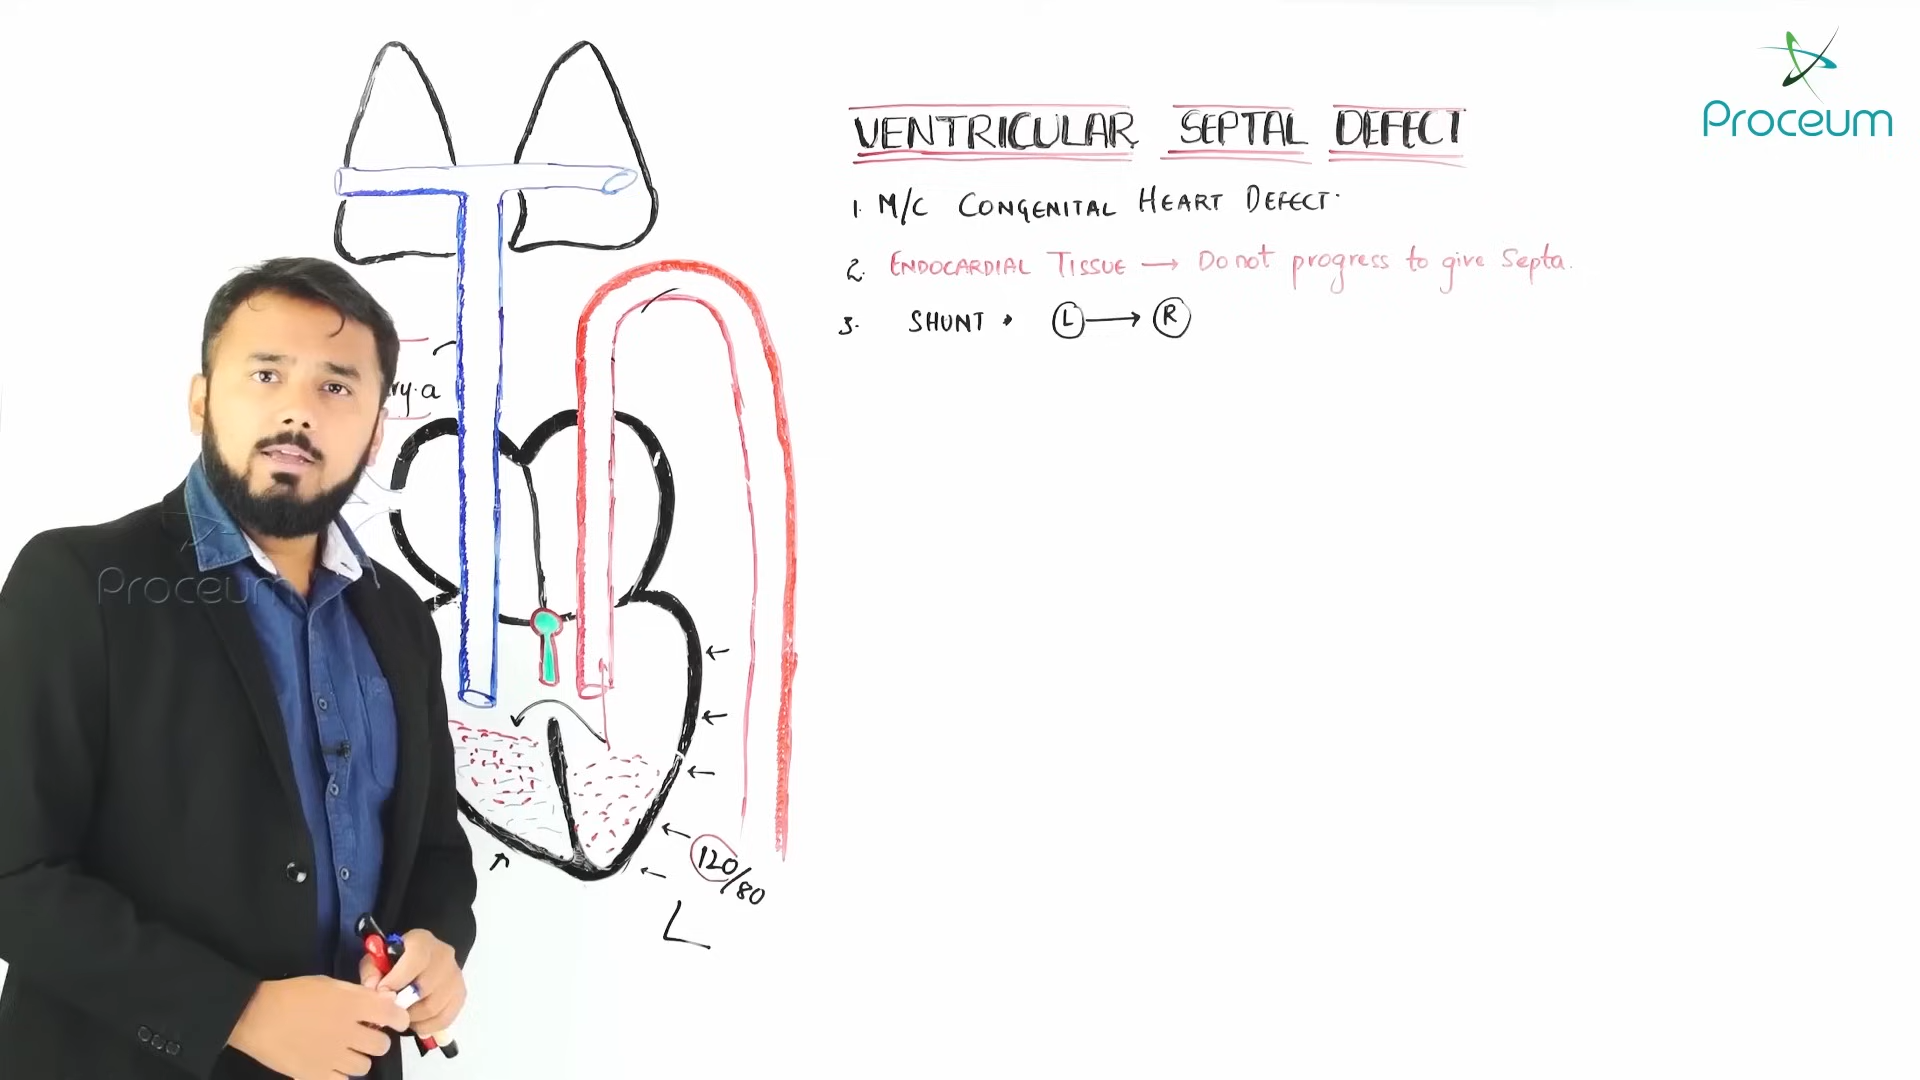 Proceum
VENTRICULAR SEPTAL DEFECT
1. M/C CONGENITAL HEART DEFECT.
2. ENDOCARDIAL TISSUE → Do not progress to give Septa.
3. SHUNT • L → R
ry.a
Proceum
120/80
L